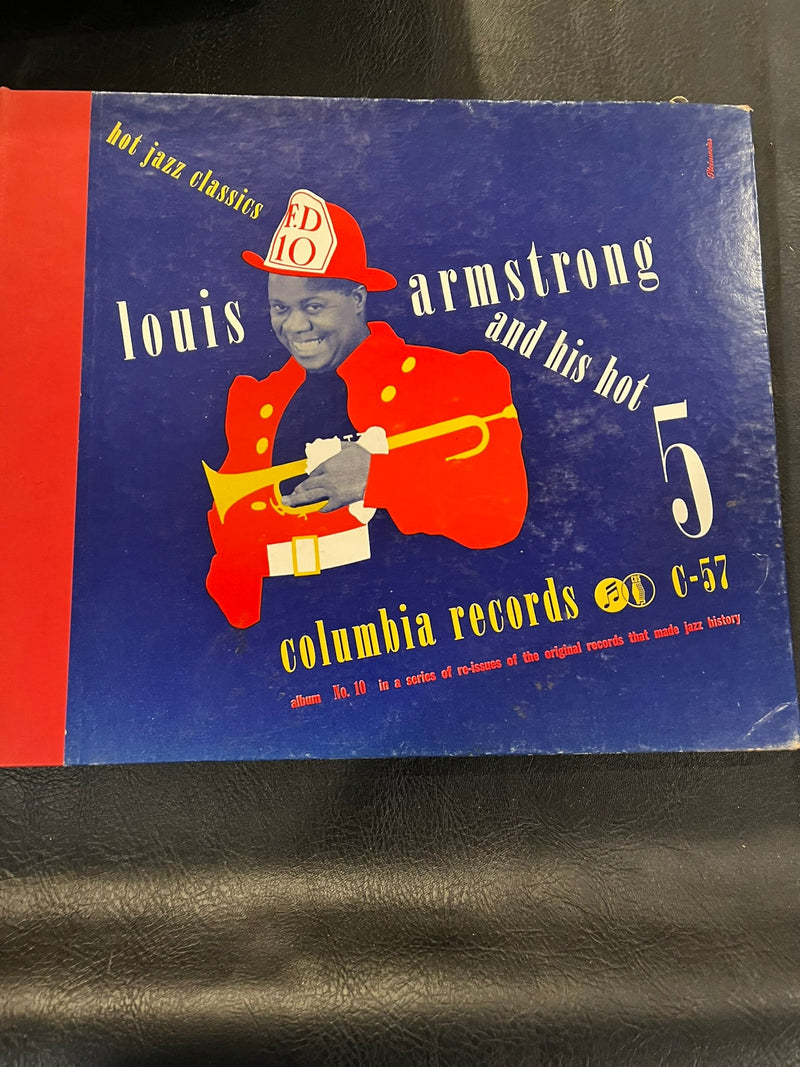 hot jazz classics
F.D
10
louis armstrong
and his hot
5
columbia records CBS C-57
album No. 10 in a series of re-issues of the original records that made jazz history